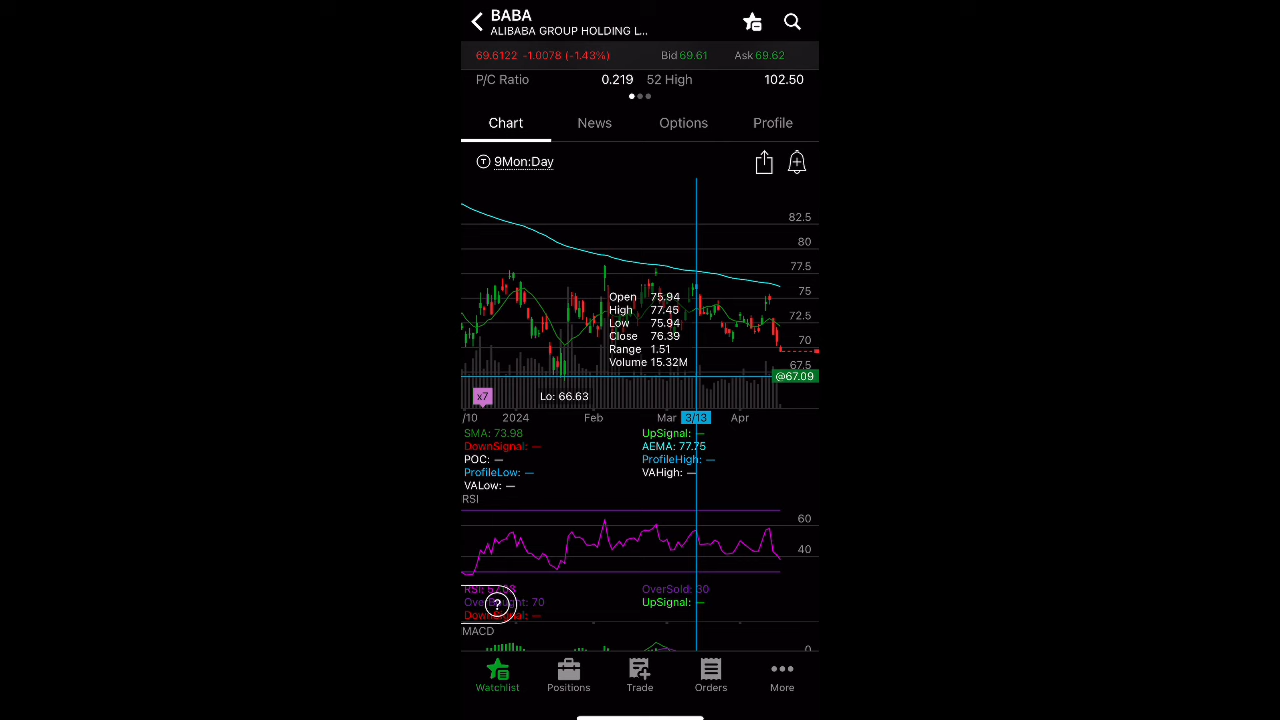 BABA
ALIBABA GROUP HOLDING L...
69.6122 -1.0078 (-1.43%) Bid 69.61 Ask 69.62
P/C Ratio 0.219 52 High 102.50
Chart News Options Profile
T 9Mon:Day
82.5
80
77.5
75
72.5
70
67.5
Open 75.94
High 77.45
Low 75.94
Close 76.39
Range 1.51
Volume 15.32M
@67.09
x7
Lo: 66.63
/10 2024 Feb Mar 3/13 Apr
SMA: 73.98 UpSignal: —
DownSignal: — AEMA: 77.75
POC: — ProfileHigh: —
ProfileLow: — VAHigh: —
VALow: —
RSI
60
40
RSI: OverSold: 30
OverBought: 70 UpSignal: —
DownSignal: —
?
MACD
0
Watchlist Positions Trade Orders More